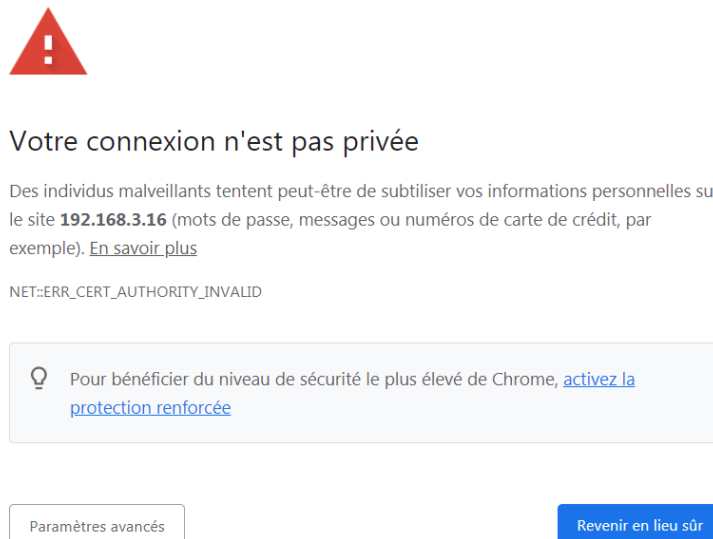 Votre connexion n'est pas privée
Des individus malveillants tentent peut-être de subtiliser vos informations personnelles su
le site 192.168.3.16 (mots de passe, messages ou numéros de carte de crédit, par
exemple). En savoir plus
NET::ERR_CERT_AUTHORITY_INVALID
Pour bénéficier du niveau de sécurité le plus élevé de Chrome, activez la
protection renforcée
Paramètres avancés
Revenir en lieu sûr